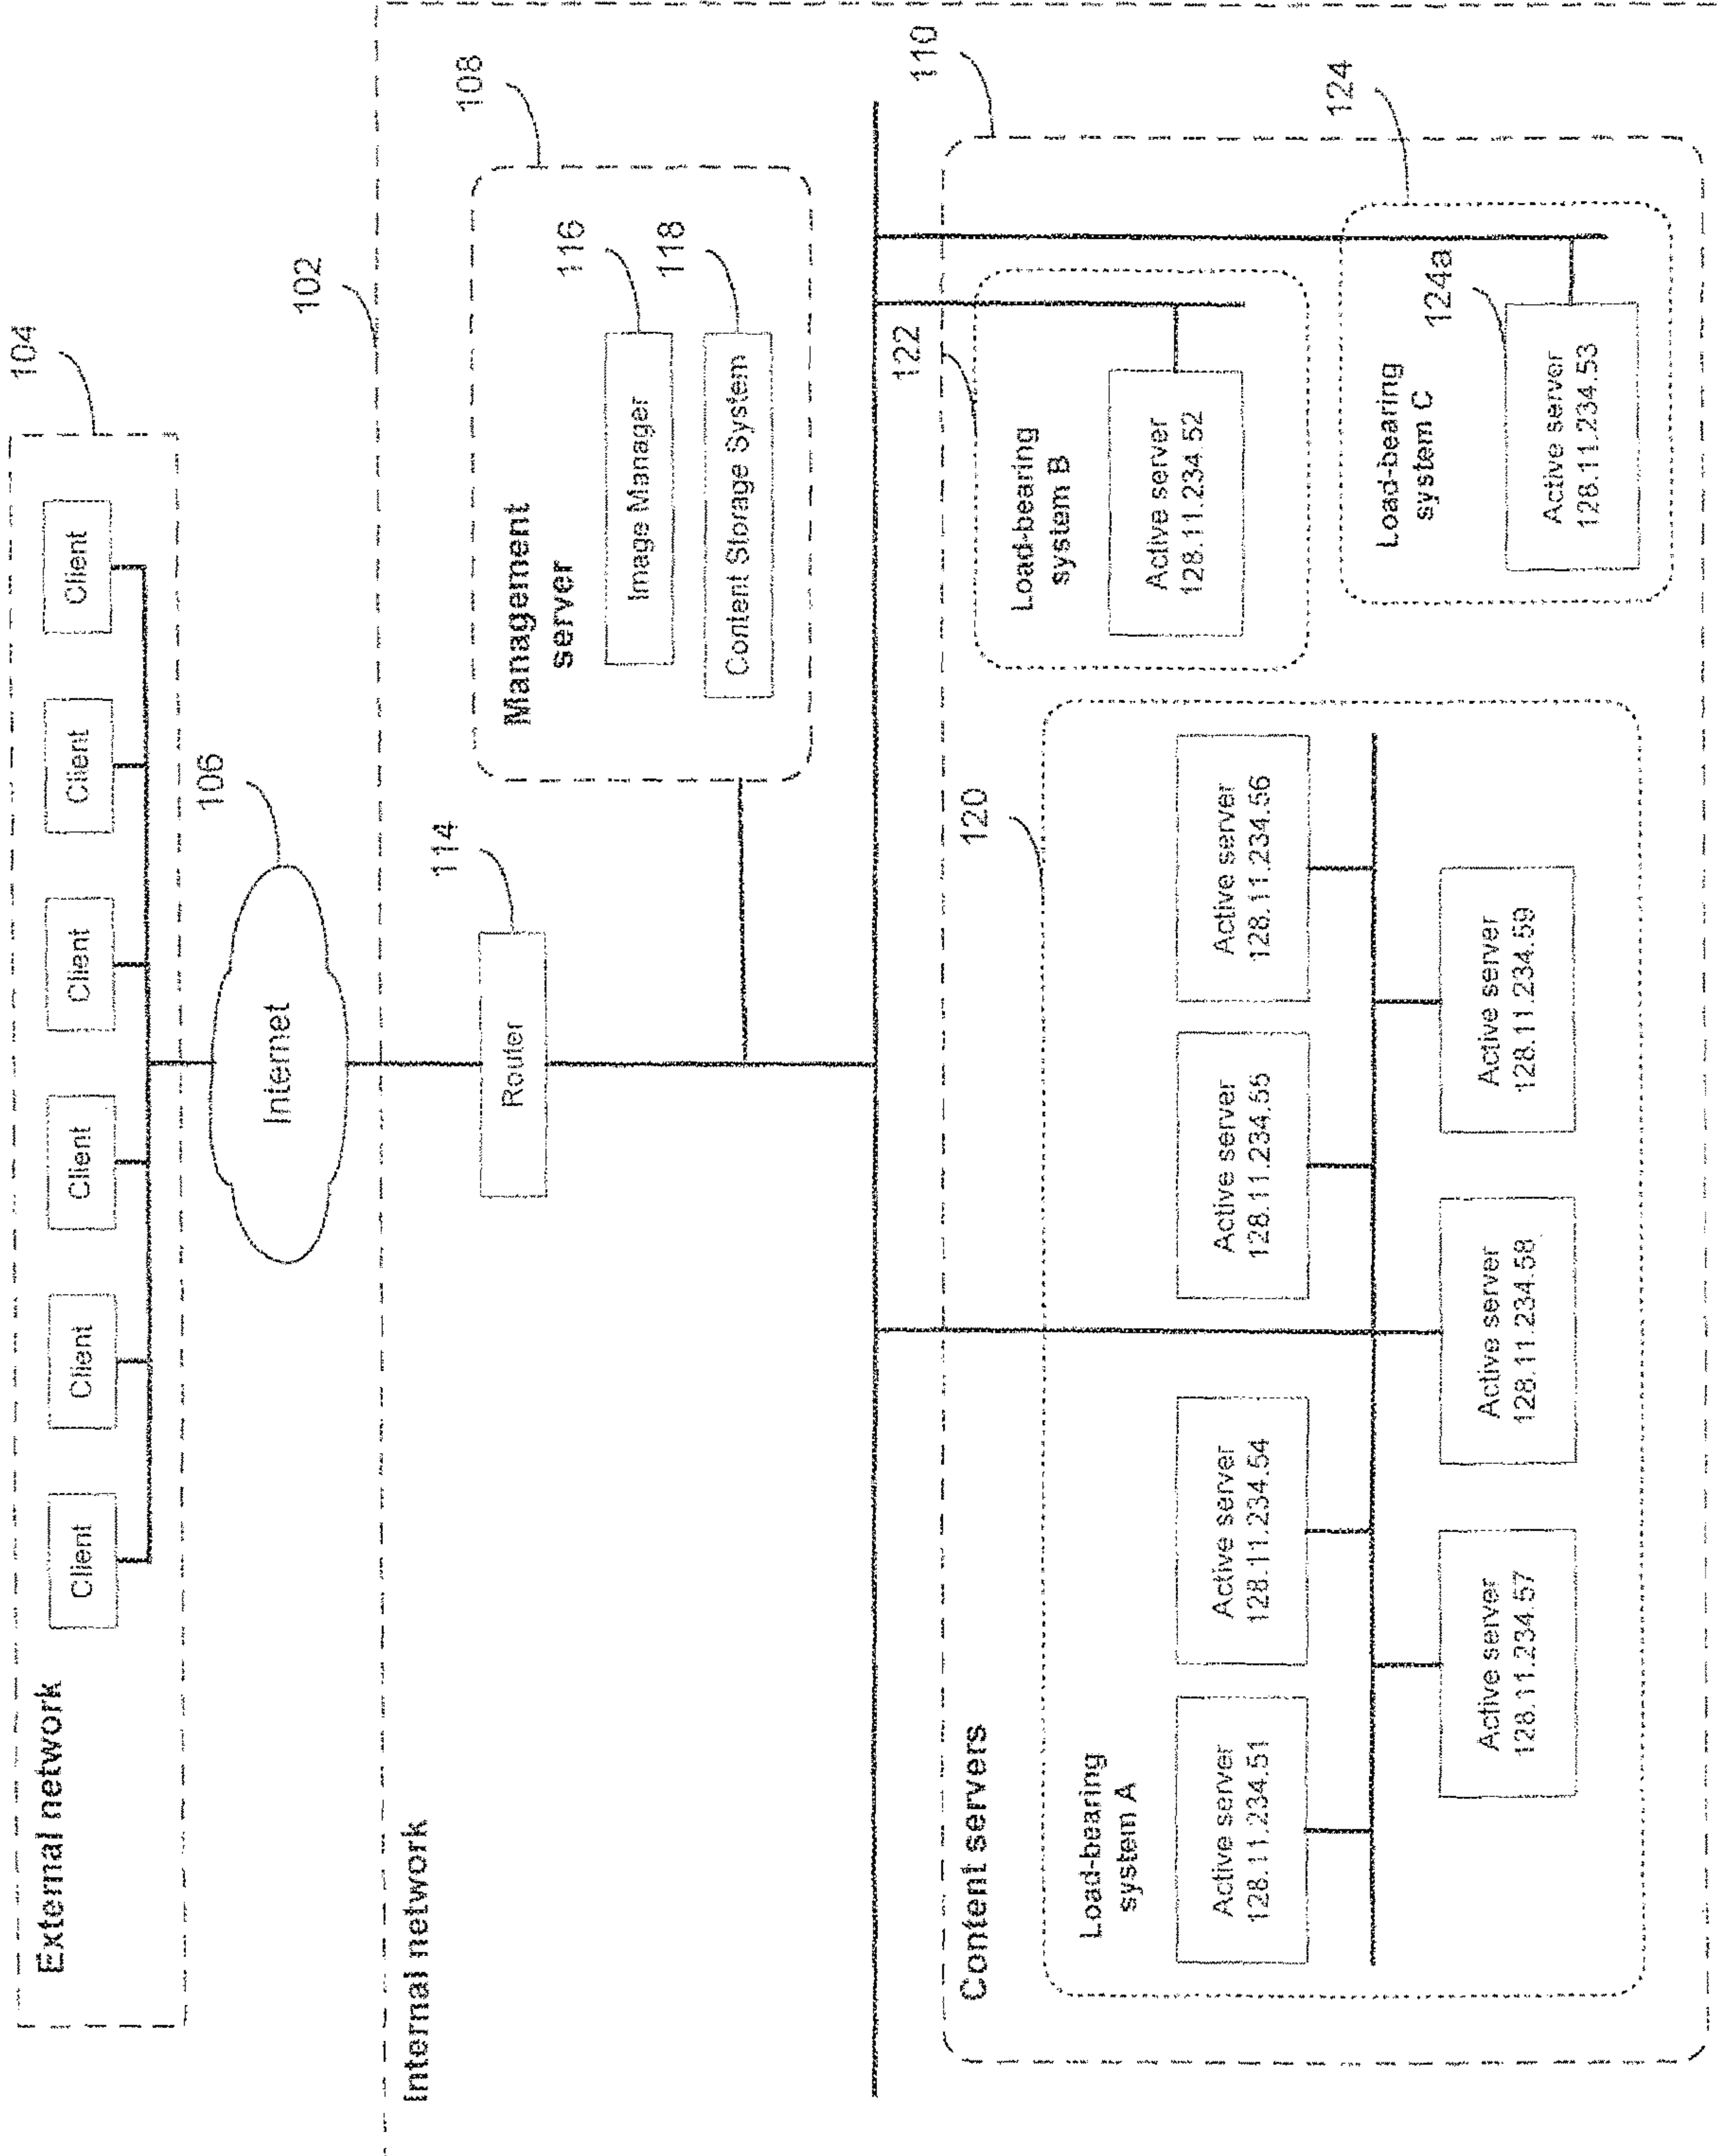 External network
104
Client
Client
Client
Client
Client
Client
106
Internet
102
Internal network
114
Router
108
Management
server
116
Image Manager
118
Content Storage System
110
Content servers
120
Load-bearing
system A
Active server
128.11.234.51
Active server
128.11.234.54
Active server
128.11.234.55
Active server
128.11.234.56
Active server
128.11.234.57
Active server
128.11.234.58
Active server
128.11.234.59
122
Load-bearing
system B
Active server
128.11.234.52
124
Load-bearing
system C
124a
Active server
128.11.234.53